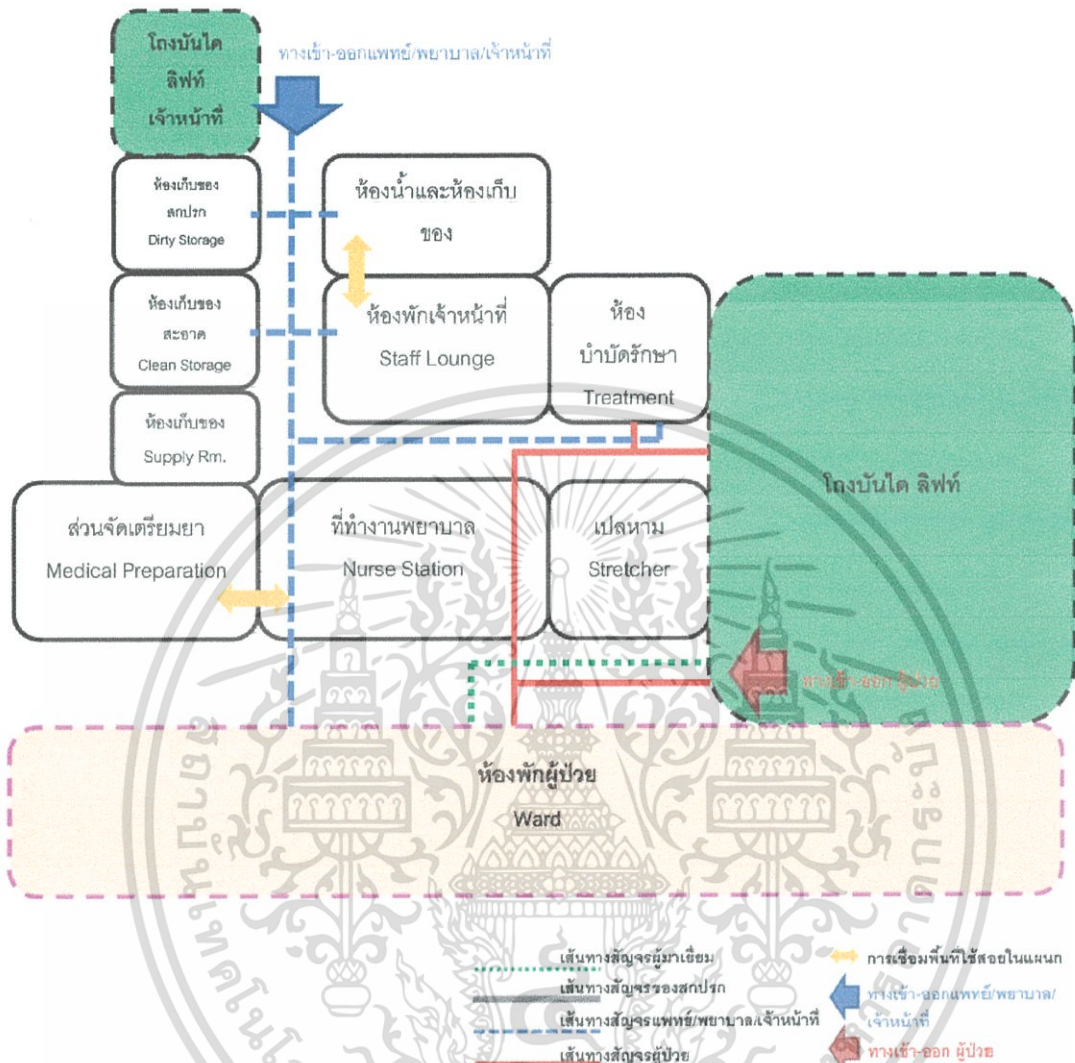 โถงบันได
ลิฟท์
เจ้าหน้าที่
ทางเข้า-ออกแพทย์/พยาบาล/เจ้าหน้าที่
ห้องเก็บของ
สกปรก
Dirty Storage
ห้องน้ำและห้องเก็บ
ของ
ห้องเก็บของ
สะอาด
Clean Storage
ห้องพักเจ้าหน้าที่
Staff Lounge
ห้อง
บำบัดรักษา
Treatment
ห้องเก็บของ
Supply Rm.
โถงบันได ลิฟท์
ส่วนจัดเตรียมยา
Medical Preparation
ที่ทำงานพยาบาล
Nurse Station
เปลหาม
Stretcher
ทางเข้า-ออก ผู้ป่วย
ห้องพักผู้ป่วย
Ward
เส้นทางสัญจรผู้มาเยี่ยม
เส้นทางสัญจรของสกปรก
เส้นทางสัญจรแพทย์/พยาบาล/เจ้าหน้าที่
เส้นทางสัญจรผู้ป่วย
การเชื่อมพื้นที่ใช้สอยในแผนก
ทางเข้า-ออกแพทย์/พยาบาล/
เจ้าหน้าที่
ทางเข้า-ออก ผู้ป่วย